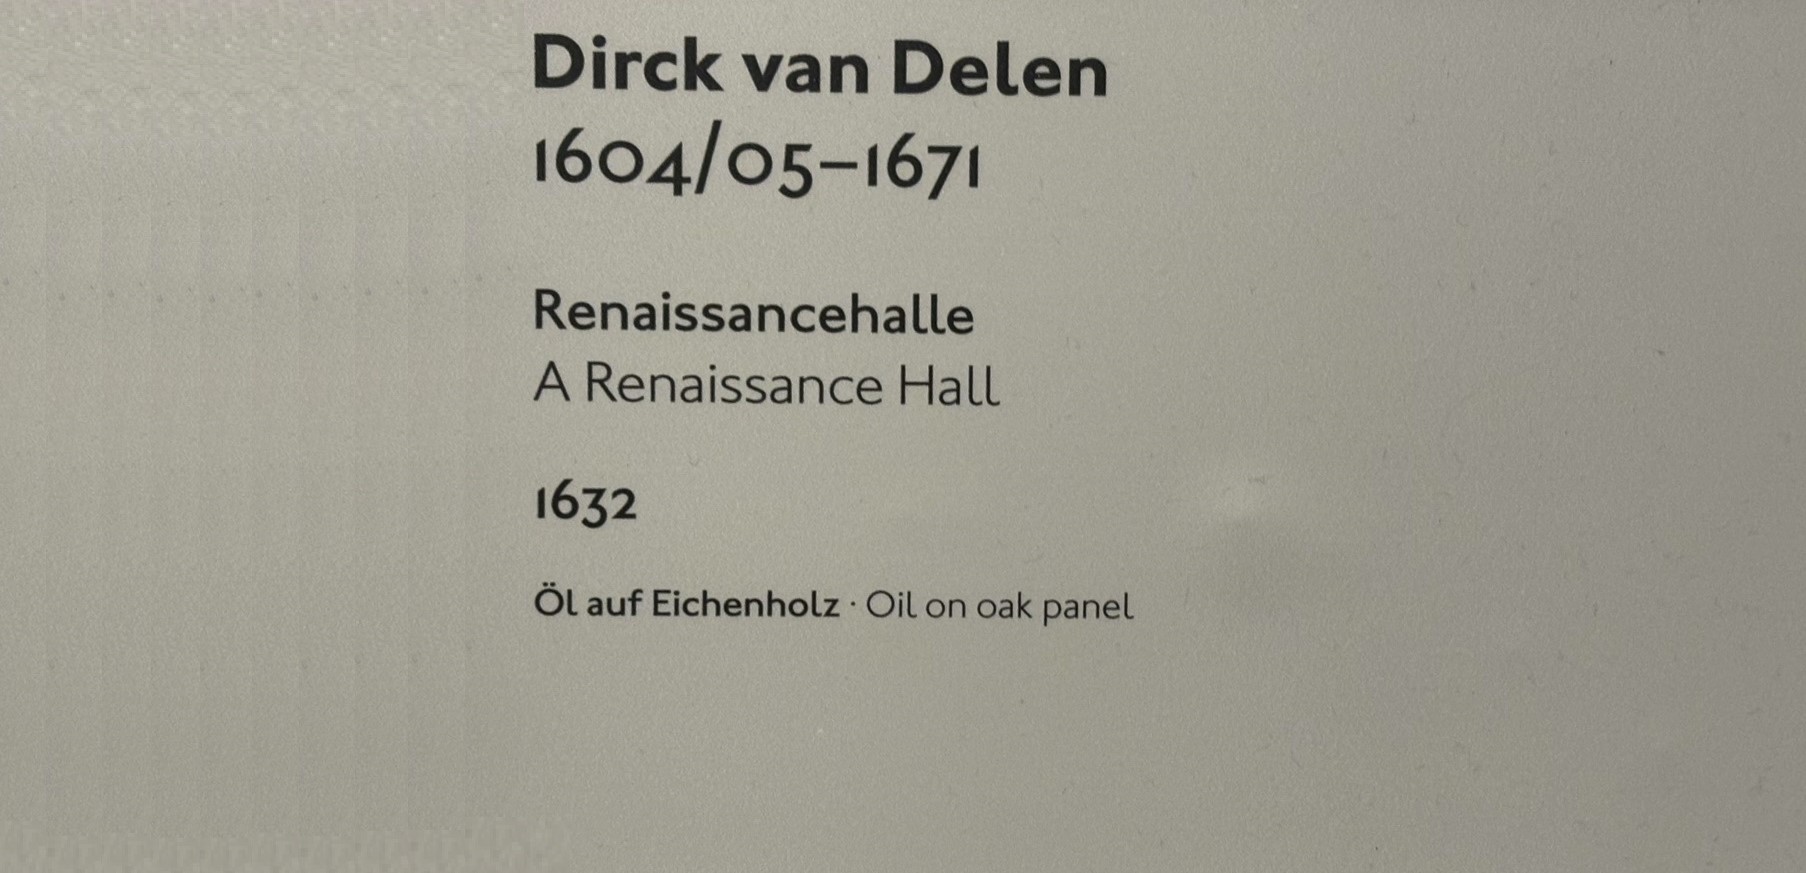 Dirck van Delen
1604/05–1671
Renaissancehalle
A Renaissance Hall
1632
Öl auf Eichenholz · Oil on oak panel